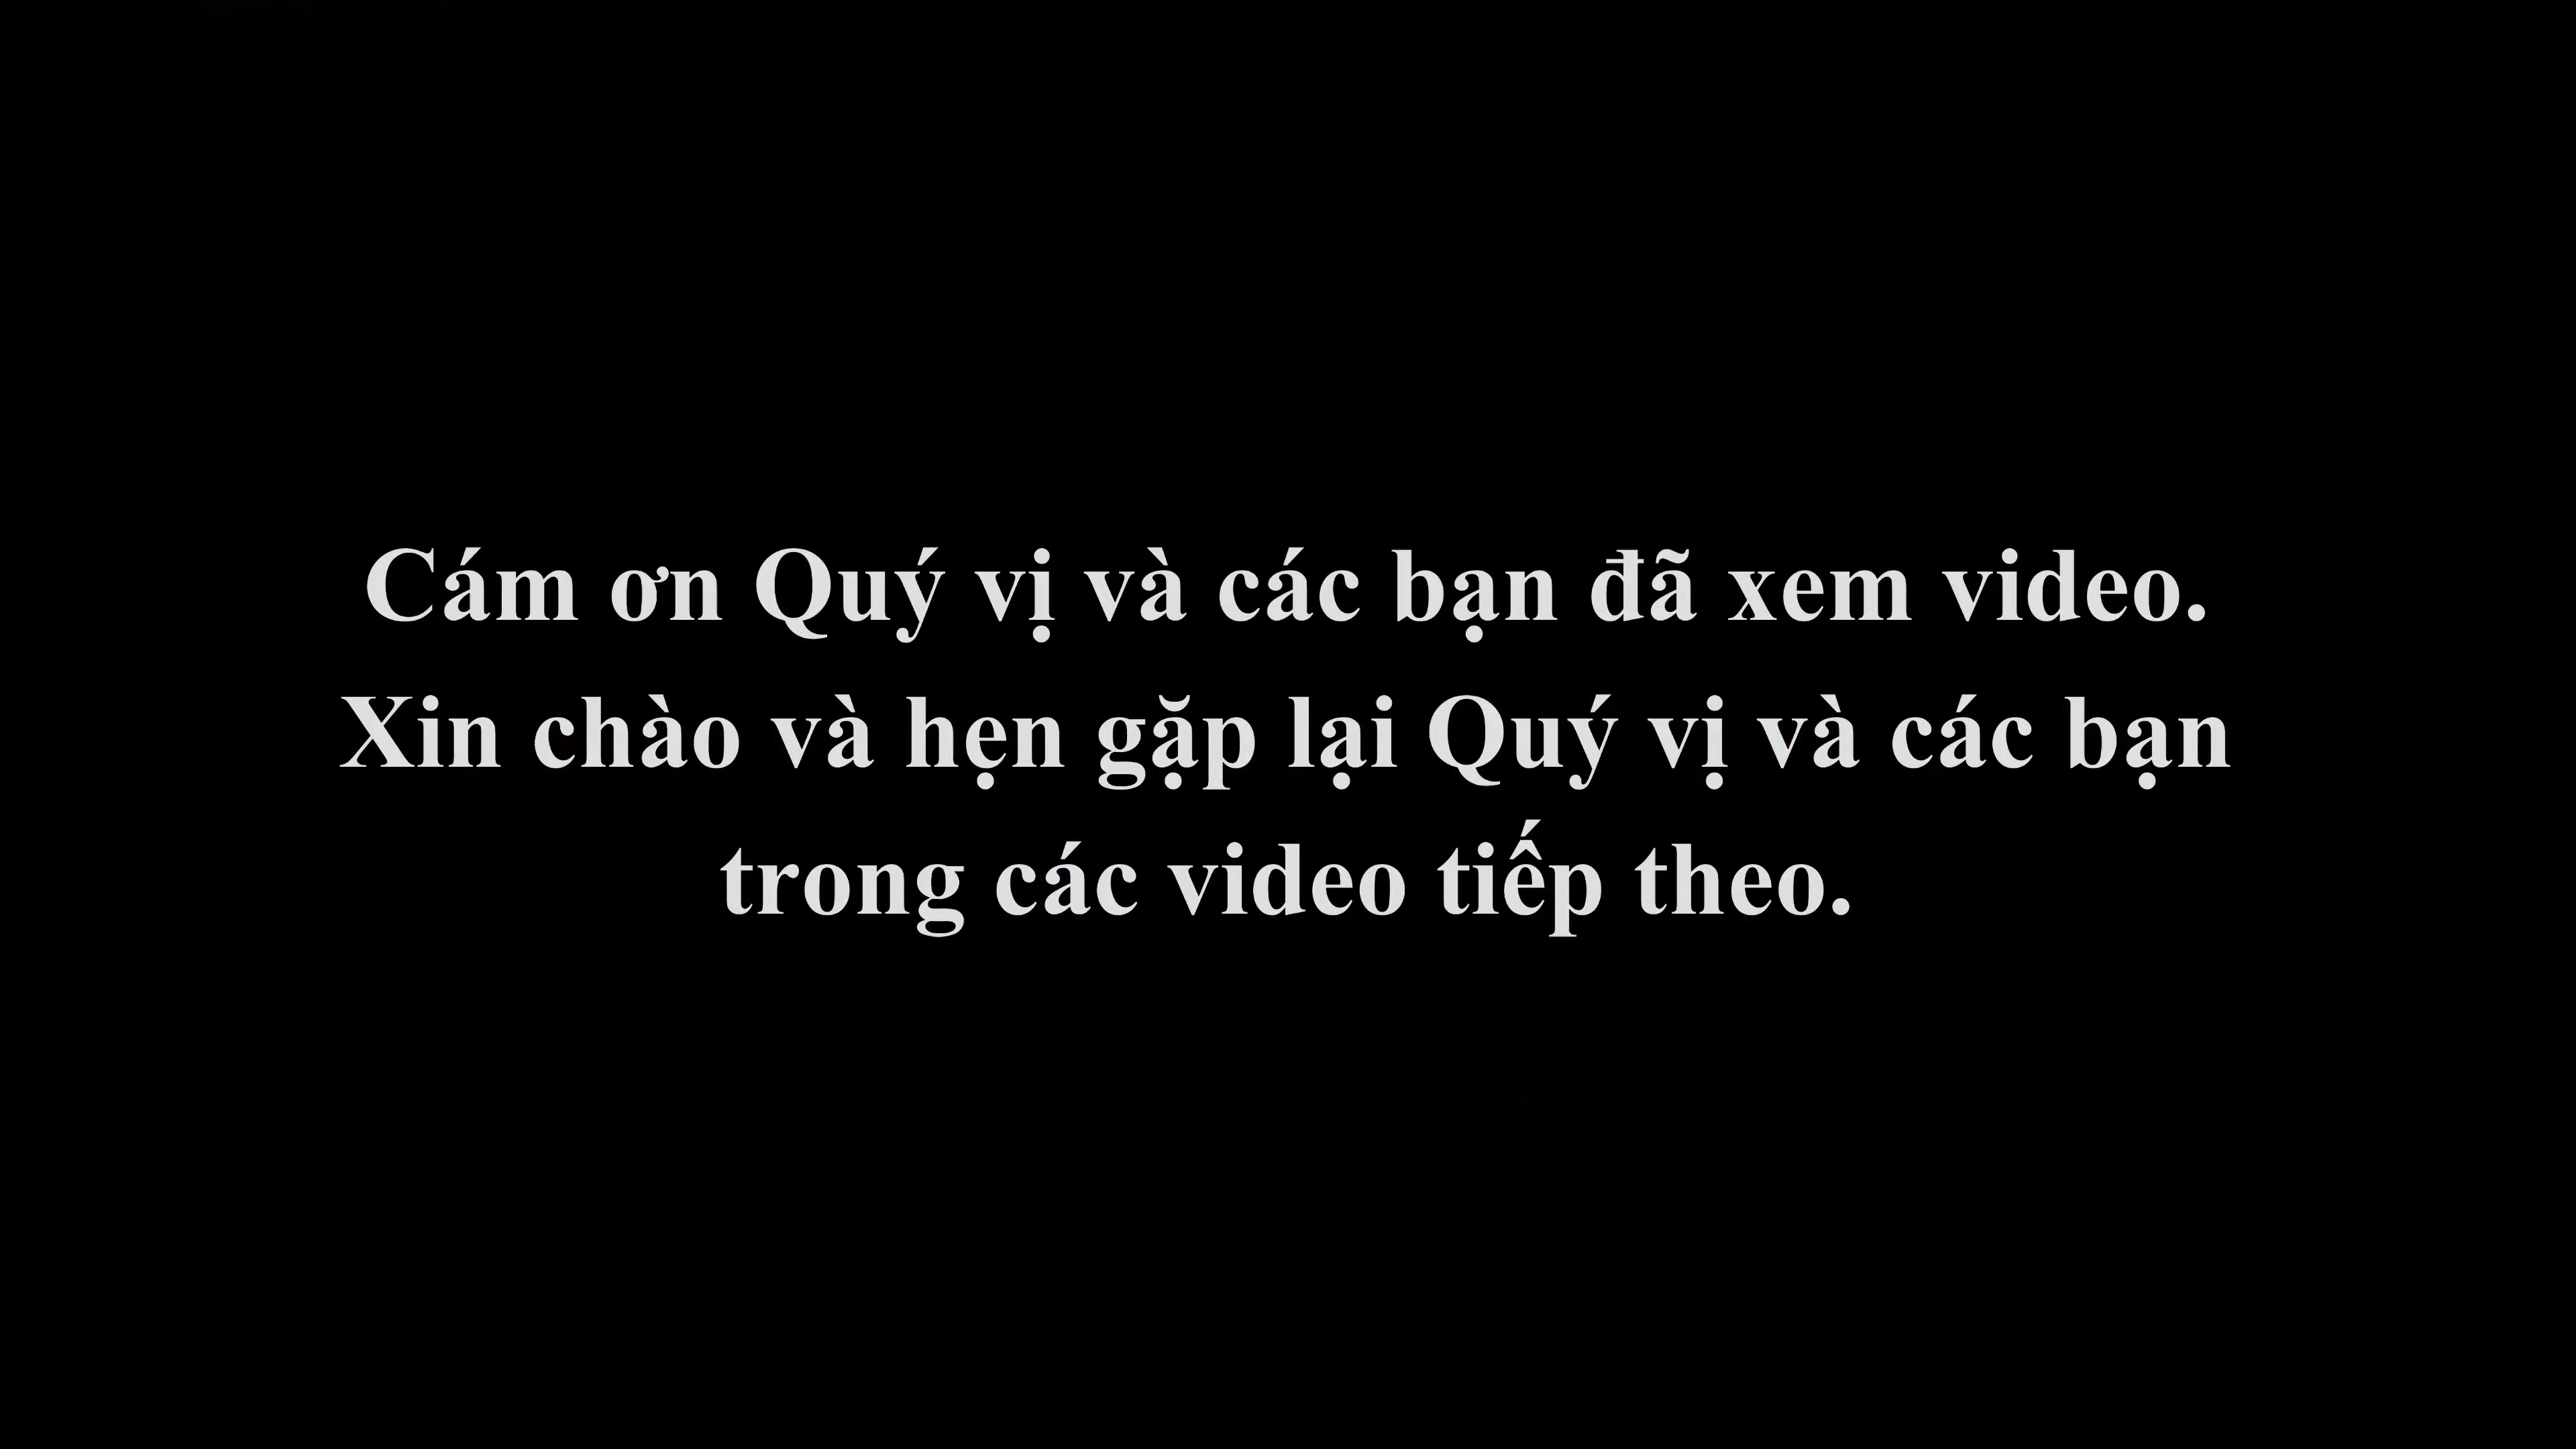 Cám ơn Quý vị và các bạn đã xem video.
Xin chào và hẹn gặp lại Quý vị và các bạn
trong các video tiếp theo.